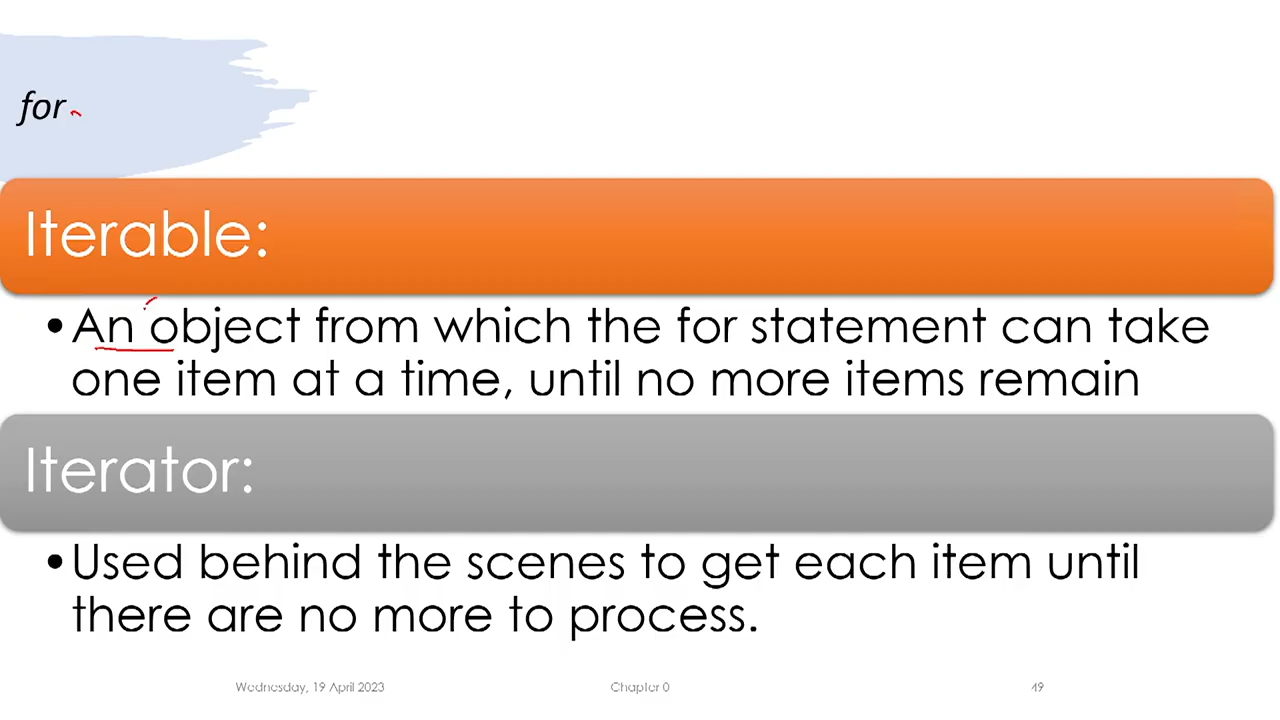 for
Iterable:
•An object from which the for statement can take
one item at a time, until no more items remain
Iterator:
•Used behind the scenes to get each item until
there are no more to process.
Wednesday, 19 April 2023 Chapter 0 49